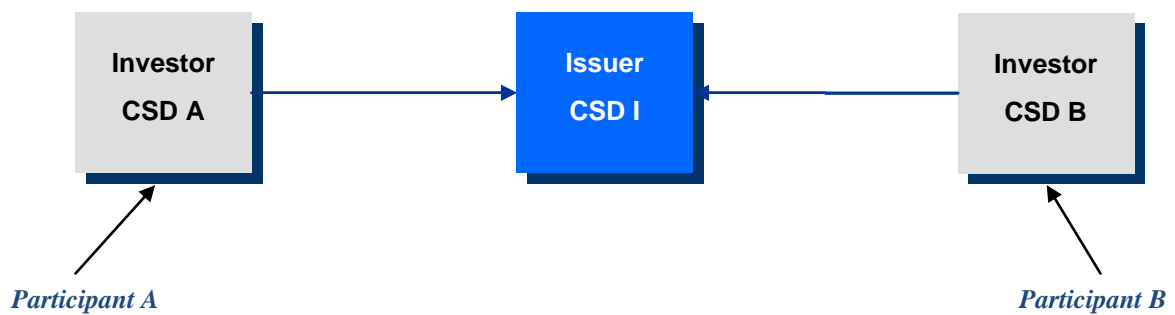 Investor
CSD A
Issuer
CSD I
Investor
CSD B
Participant A
Participant B